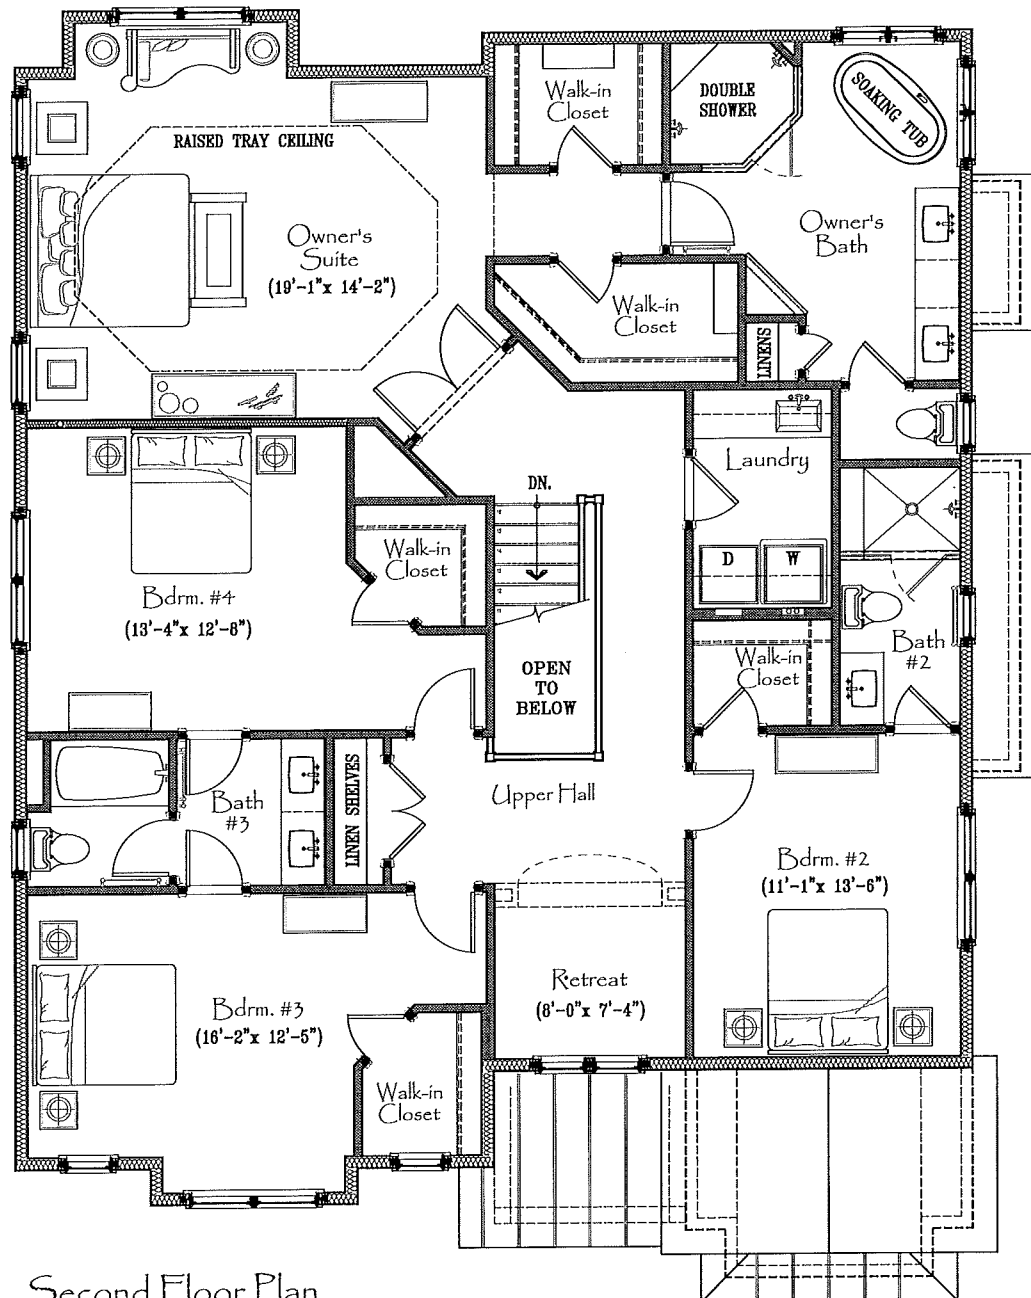 Walk-in
Closet
DOUBLE
SHOWER
SOAKING TUB
RAISED TRAY CEILING
Owner's
Suite
(19'-1"x 14'-2")
Owner's
Bath
Walk-in
Closet
LINENS
Laundry
DN.
D
W
Walk-in
Closet
Bdrm. #4
(13'-4"x 12'-8")
OPEN
TO
BELOW
Walk-in
Closet
Bath
#2
Bath
#3
LINEN SHELVES
Upper Hall
Bdrm. #2
(11'-1"x 13'-6")
Retreat
(8'-0"x 7'-4")
Bdrm. #3
(16'-2"x 12'-5")
Walk-in
Closet
Second Floor Plan